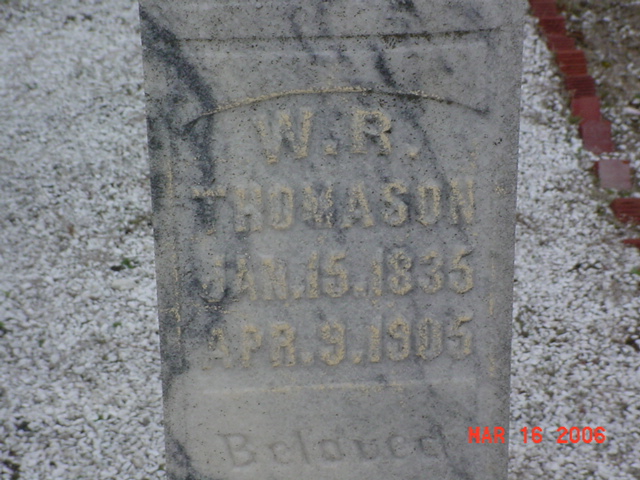 W. R.
THOMASON
JAN. 15. 1835
APR. 9. 1905
Beloved
MAR 16 2006